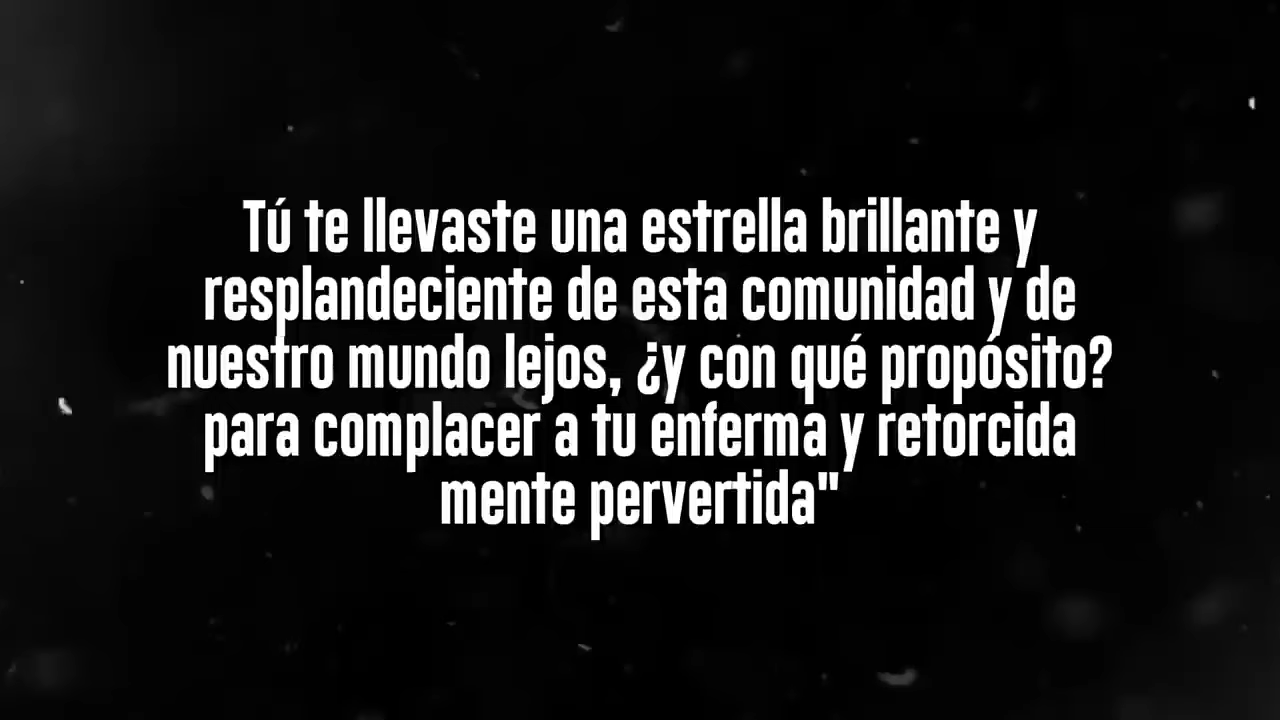 Tú te llevaste una estrella brillante y
resplandeciente de esta comunidad y de
nuestro mundo lejos, ¿y con qué propósito?
para complacer a tu enferma y retorcida
mente pervertida"